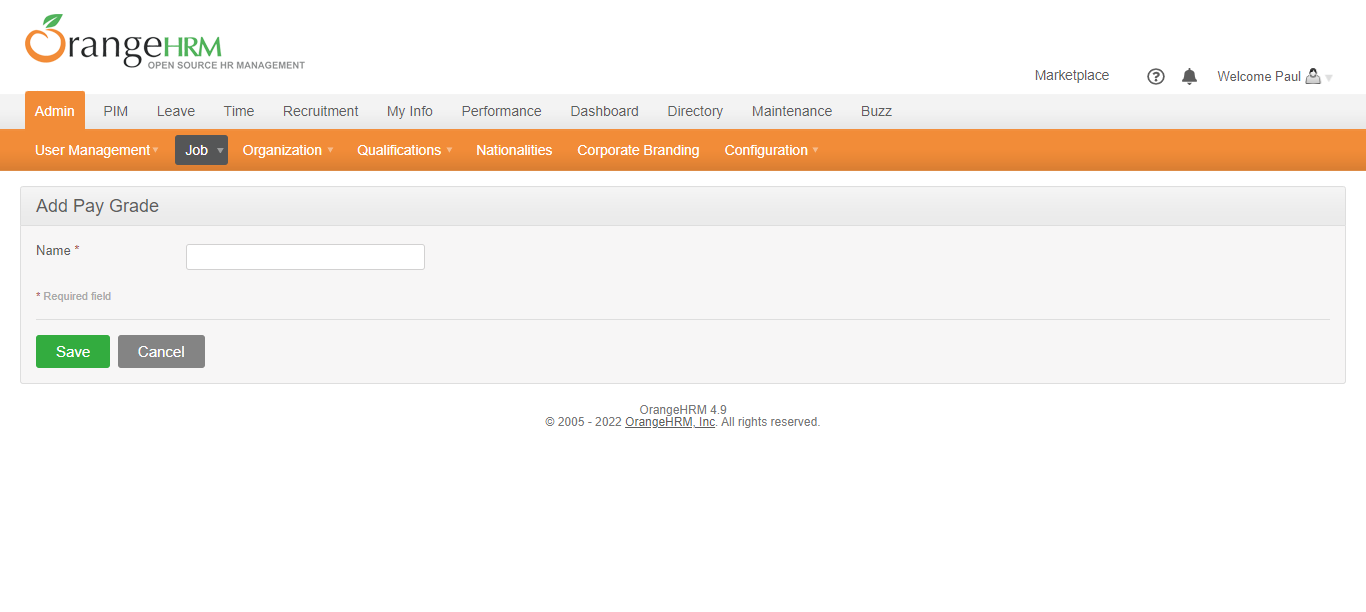 OrangeHRM
OPEN SOURCE HR MANAGEMENT
Marketplace ? Welcome Paul
Admin PIM Leave Time Recruitment My Info Performance Dashboard Directory Maintenance Buzz
User Management Job Organization Qualifications Nationalities Corporate Branding Configuration
Add Pay Grade
Name *
* Required field
Save Cancel
OrangeHRM 4.9
© 2005 - 2022 OrangeHRM, Inc. All rights reserved.